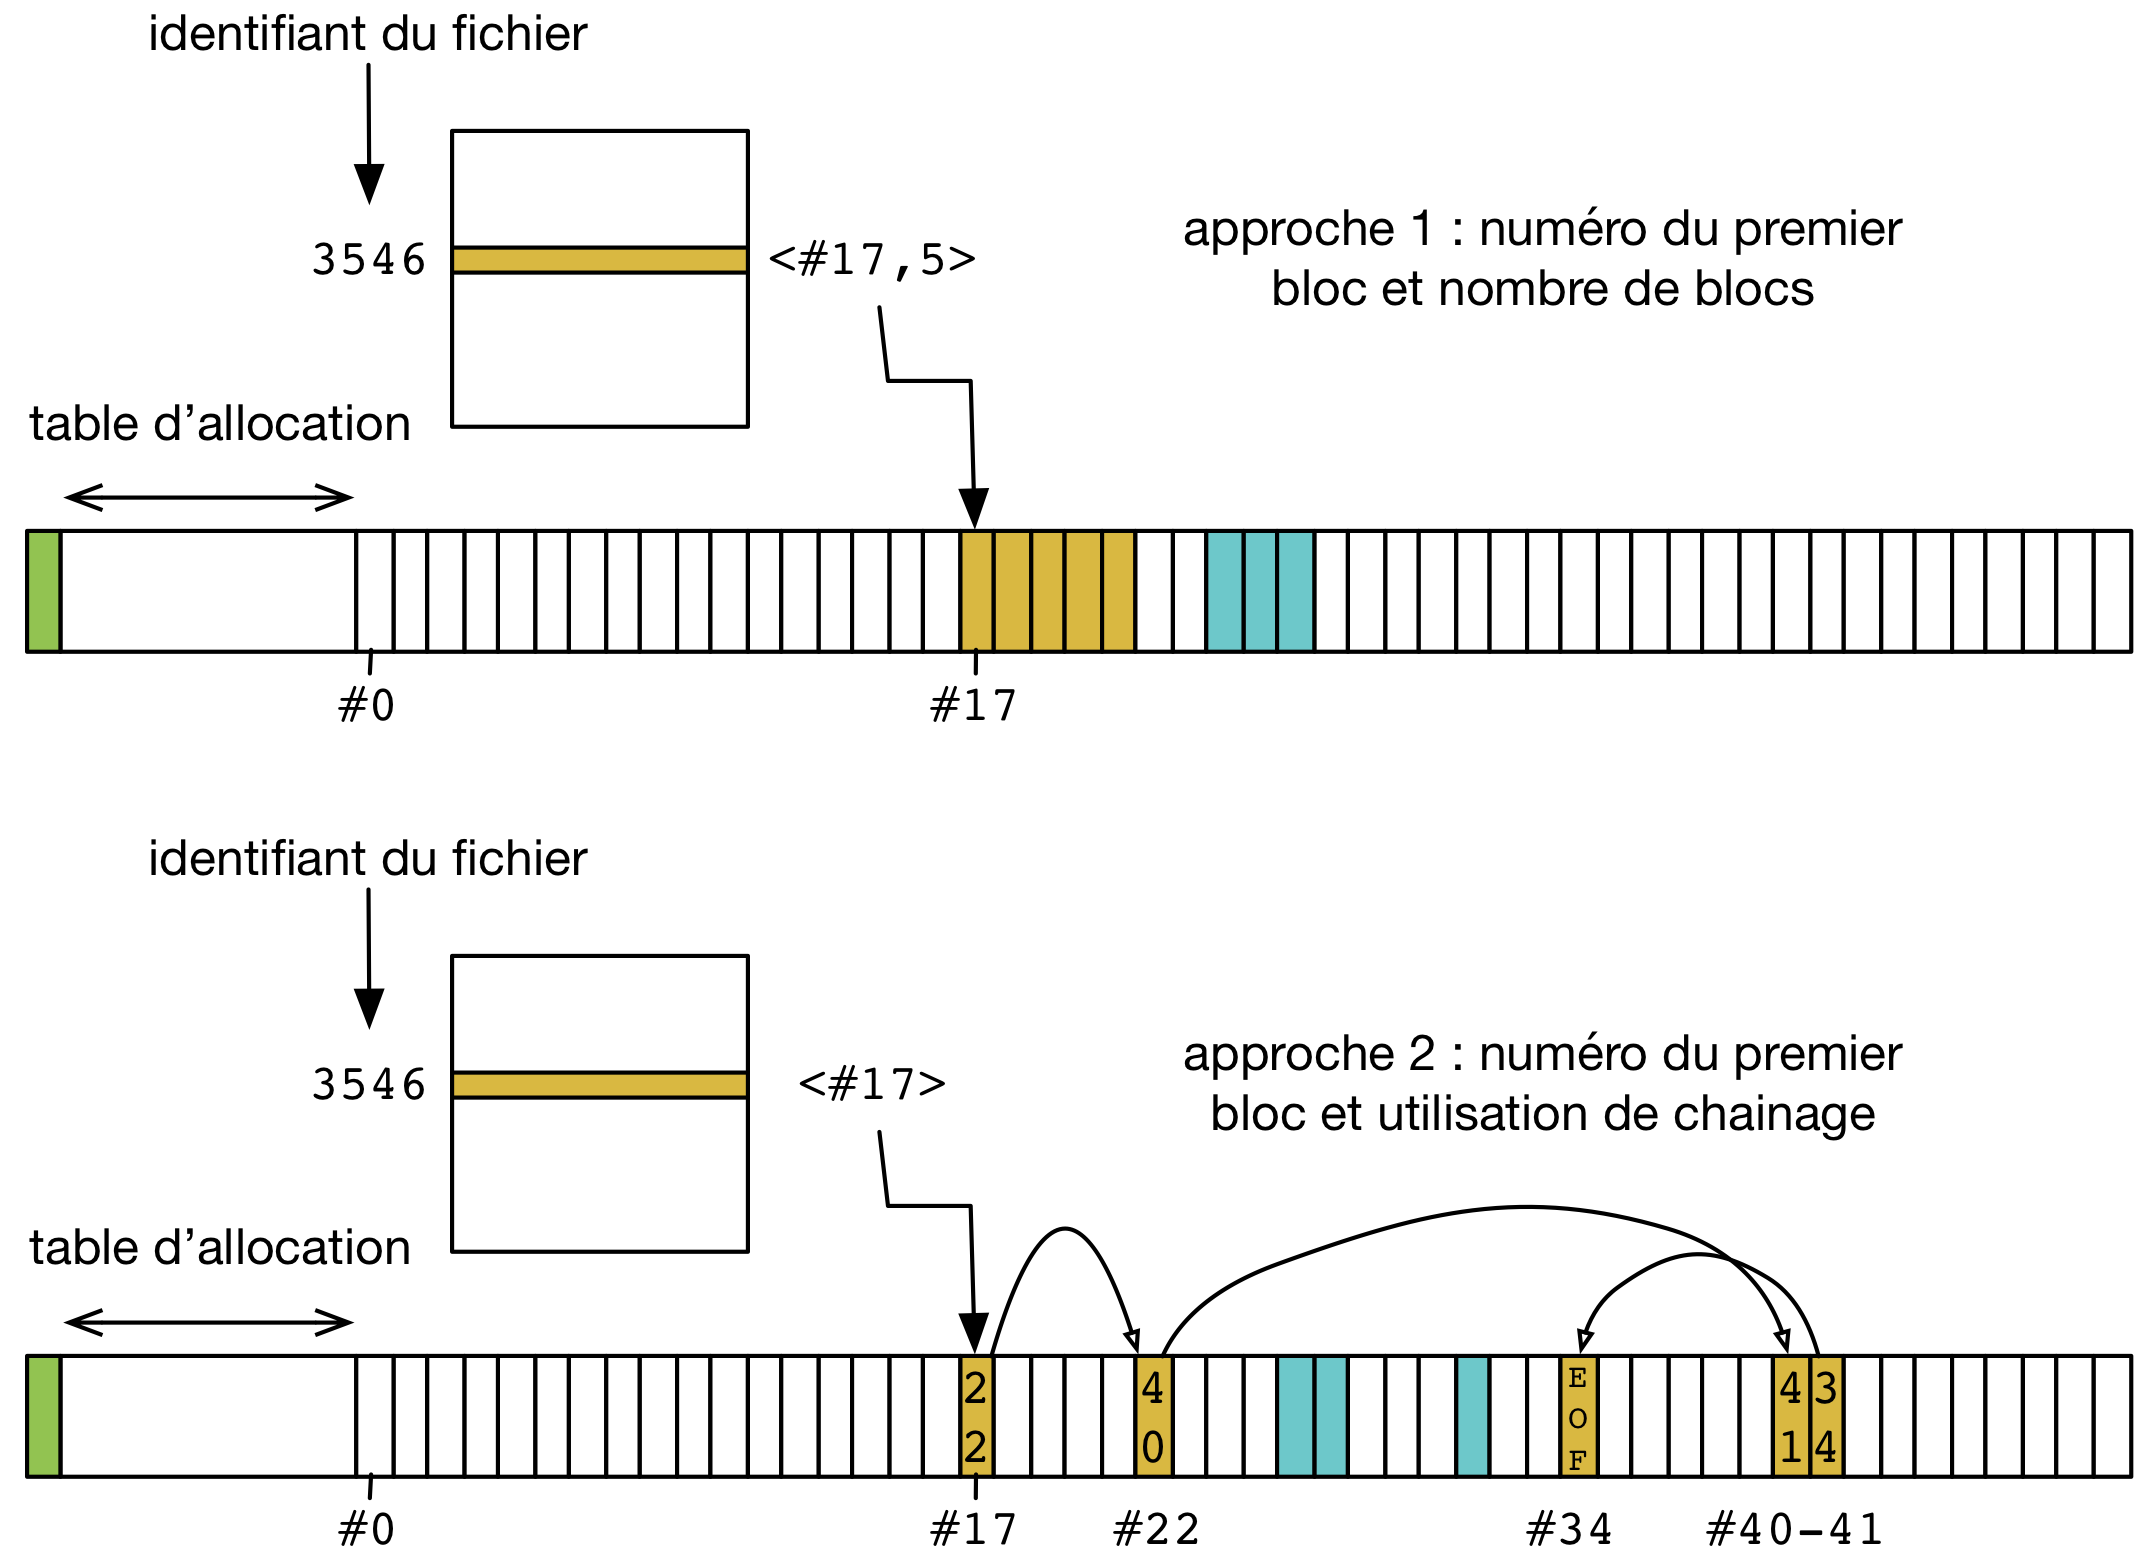 identifiant du fichier
3546
<#17,5>
approche 1 : numéro du premier
bloc et nombre de blocs
table d’allocation
#0
#17
identifiant du fichier
3546
<#17>
approche 2 : numéro du premier
bloc et utilisation de chainage
table d’allocation
22
40
EOF
41
34
#0
#17
#22
#34
#40-41